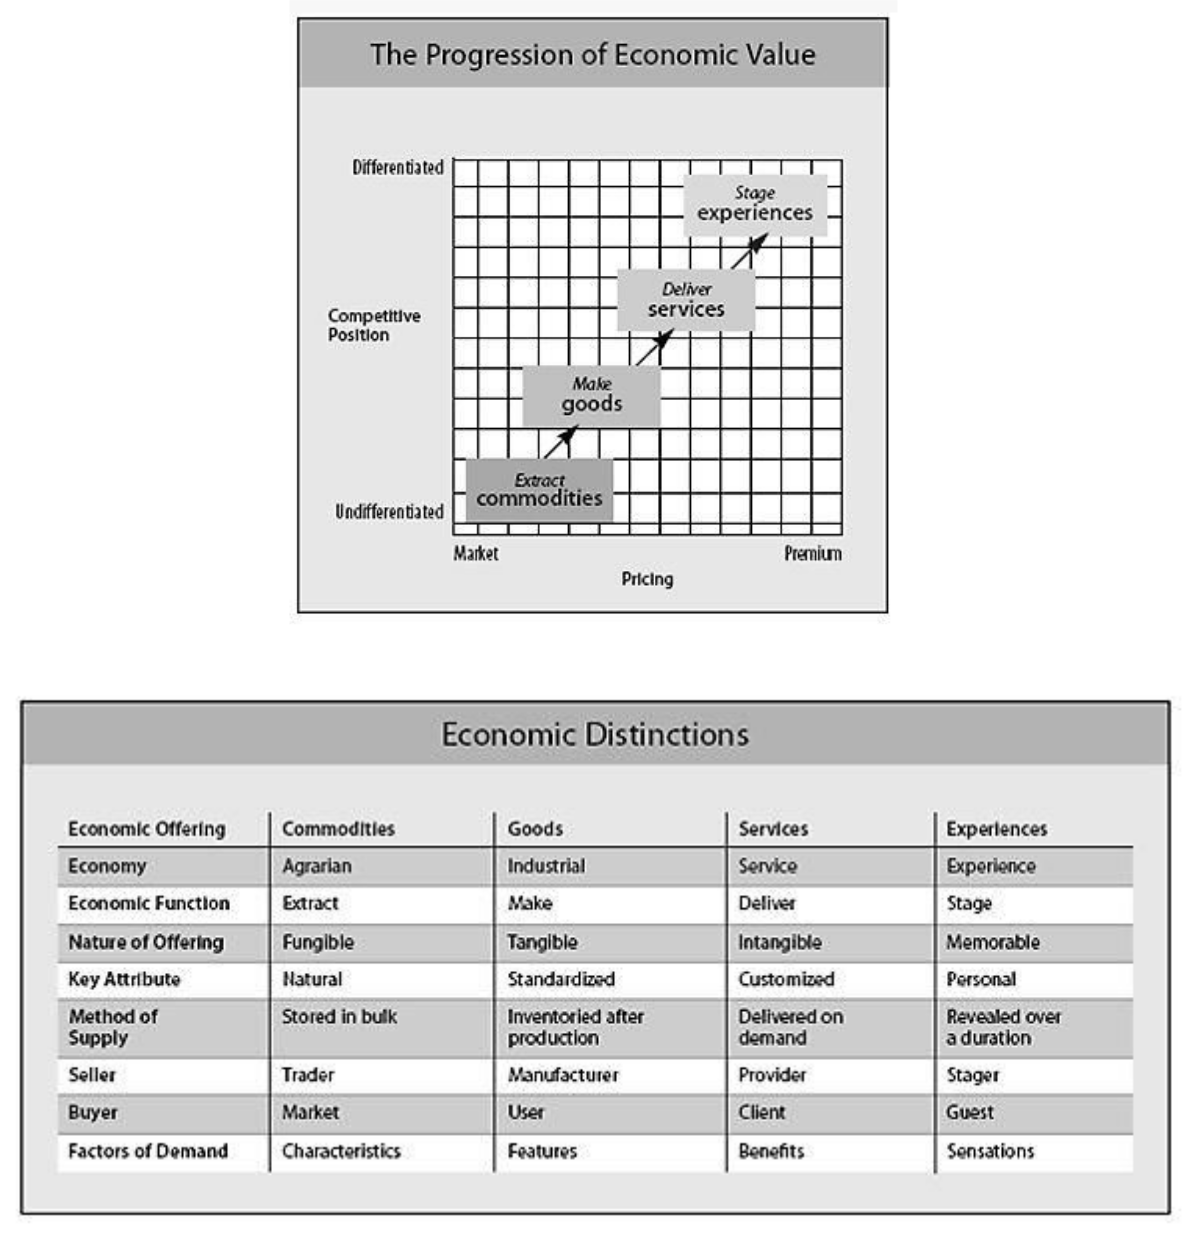 The Progression of Economic Value
Differentiated
Stage
experiences
Deliver
services
Competitive
Position
Make
goods
Extract
commodities
Undifferentiated
Market Premium
Pricing
Economic Distinctions
Economic Offering Commodities Goods Services Experiences
Economy Agrarian Industrial Service Experience
Economic Function Extract Make Deliver Stage
Nature of Offering Fungible Tangible Intangible Memorable
Key Attribute Natural Standardized Customized Personal
Method of Stored in bulk Inventoried after Delivered on Revealed over
Supply production demand a duration
Seller Trader Manufacturer Provider Stager
Buyer Market User Client Guest
Factors of Demand Characteristics Features Benefits Sensations